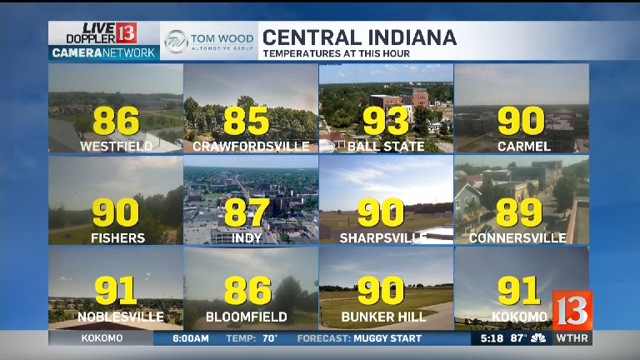 LIVE
DOPPLER 13
CAMERA NETWORK
TOM WOOD
AUTOMOTIVE GROUP
CENTRAL INDIANA
TEMPERATURES AT THIS HOUR
86
WESTFIELD
85
CRAWFORDSVILLE
93
BALL STATE
90
CARMEL
90
FISHERS
87
INDY
90
SHARPSVILLE
89
CONNERSVILLE
91
NOBLESVILLE
86
BLOOMFIELD
90
BUNKER HILL
91
KOKOMO
13
KOKOMO 6:00AM TEMP: 70° FORECAST: MUGGY START 5:18 87° WTHR